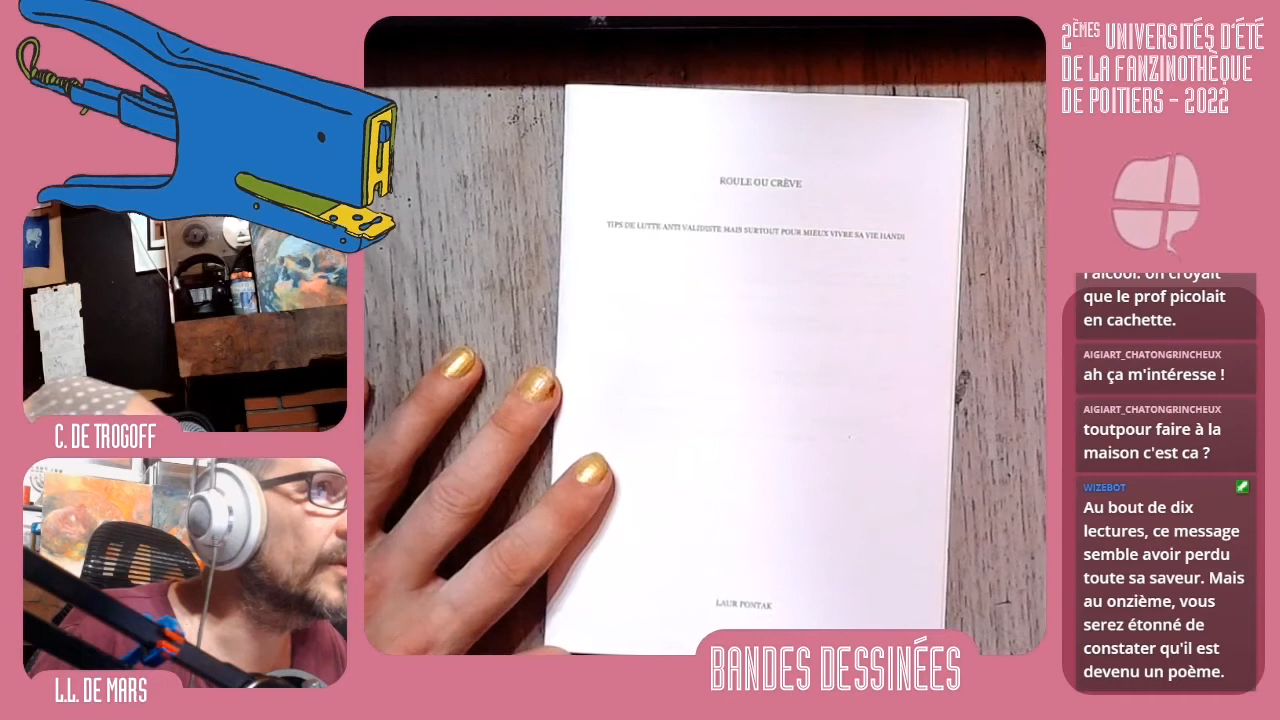 2ÈMES UNIVERSITÉS D'ÉTÉ
DE LA FANZINOTHÈQUE
DE POITIERS - 2022
ROULE OU CRÈVE
TIPS DE LUTTE ANTI VALIDISTE MAIS SURTOUT POUR MIEUX VIVRE SA VIE HANDI
LAUR PONTAK
BANDES DESSINÉES
C. DE TROGOFF
L.L. DE MARS
l'alcool. on croyait
que le prof picolait
en cachette.
AIGIART_CHATONGRINCHEUX
ah ça m'intéresse !
AIGIART_CHATONGRINCHEUX
toutpour faire à la
maison c'est ca ?
WIZEBOT
Au bout de dix
lectures, ce message
semble avoir perdu
toute sa saveur. Mais
au onzième, vous
serez étonné de
constater qu'il est
devenu un poème.